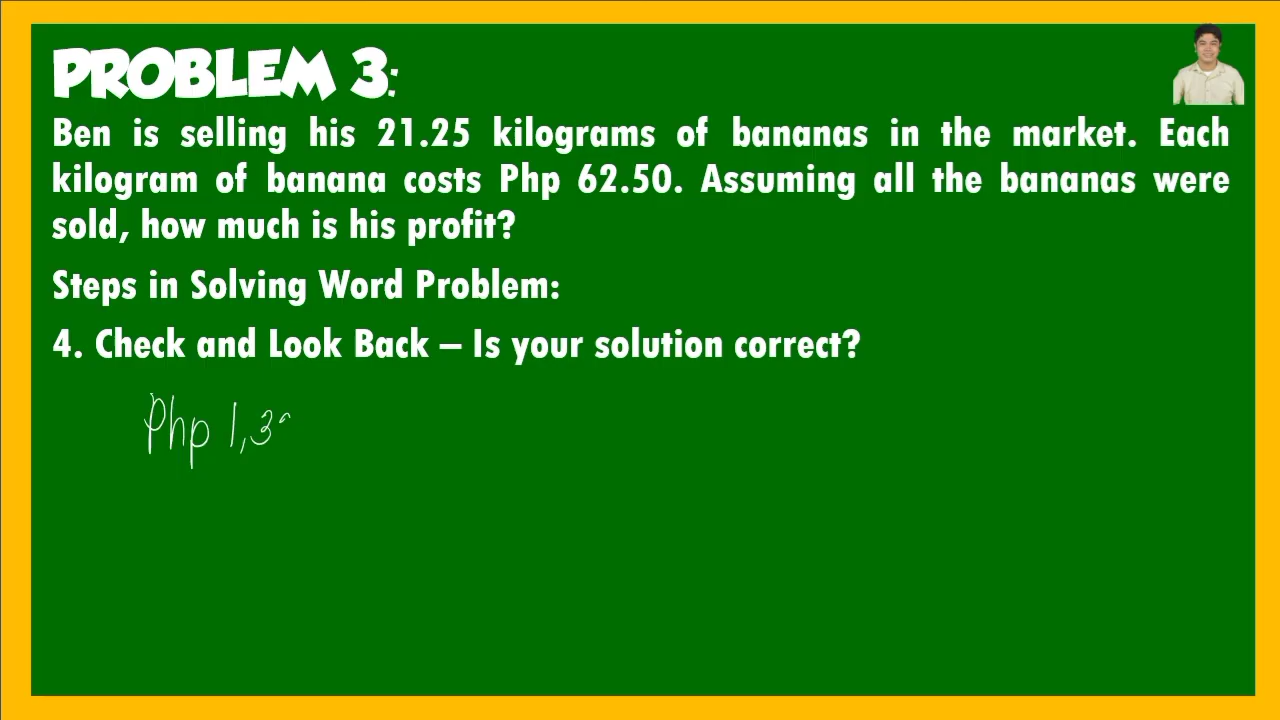 PROBLEM 3:
Ben is selling his 21.25 kilograms of bananas in the market. Each
kilogram of banana costs Php 62.50. Assuming all the bananas were
sold, how much is his profit?
Steps in Solving Word Problem:
4. Check and Look Back – Is your solution correct?
Php 1,3